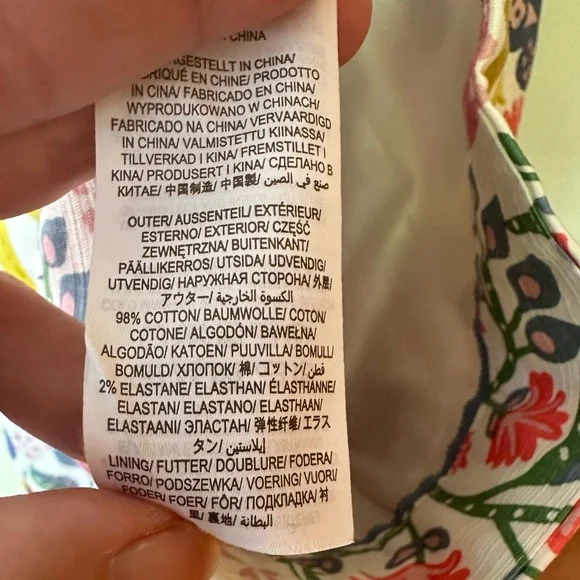 CHINA
GESTELLT IN CHINA/
FABRIQUÉ EN CHINE/ PRODOTTO
IN CINA/ FABRICADO EN CHINA/
WYPRODUKOWANO W CHINACH/
FABRICADO NA CHINA/ VERVAARDIGD
IN CHINA/ VALMISTETTU KIINASSA/
TILLVERKAD I KINA/ FREMSTILLET I
KINA/ PRODUSERT I KINA/ СДЕЛАНО В
КИТАЕ/ 中国制造/ 中国製/ صنع في الصين
OUTER/ AUSSENTEIL/ EXTÉRIEUR/
ESTERNO/ EXTERIOR/ CZĘŚĆ
ZEWNĘTRZNA/ BUITENKANT/
PÄÄLLIKERROS/ UTSIDA/ UDVENDIG/
UTVENDIG/ НАРУЖНАЯ СТОРОНА/ 外黑/
アウター/ الكسوة الخارجية
98% COTTON/ BAUMWOLLE/ COTON/
COTONE/ ALGODÓN/ BAWEŁNA/
ALGODÃO/ KATOEN/ PUUVILLA/ BOMULL/
BOMULD/ ХЛОПОК/ 棉/ コットン/ قطن
2% ELASTANE/ ELASTHAN/ ÉLASTHANNE/
ELASTAN/ ELASTANO/ ELASTHAAN/
ELASTAANI/ ЭЛАСТАН/ 弹性纤维/ エラス
タン/ إيلاستين
LINING/ FUTTER/ DOUBLURE/ FODERA/
FORRO/ PODSZEWKA/ VOERING/ VUORI/
FODER/ FOER/ FÔR/ ПОДКЛАДКА/ 衬
里/ 裏地/ البطانة